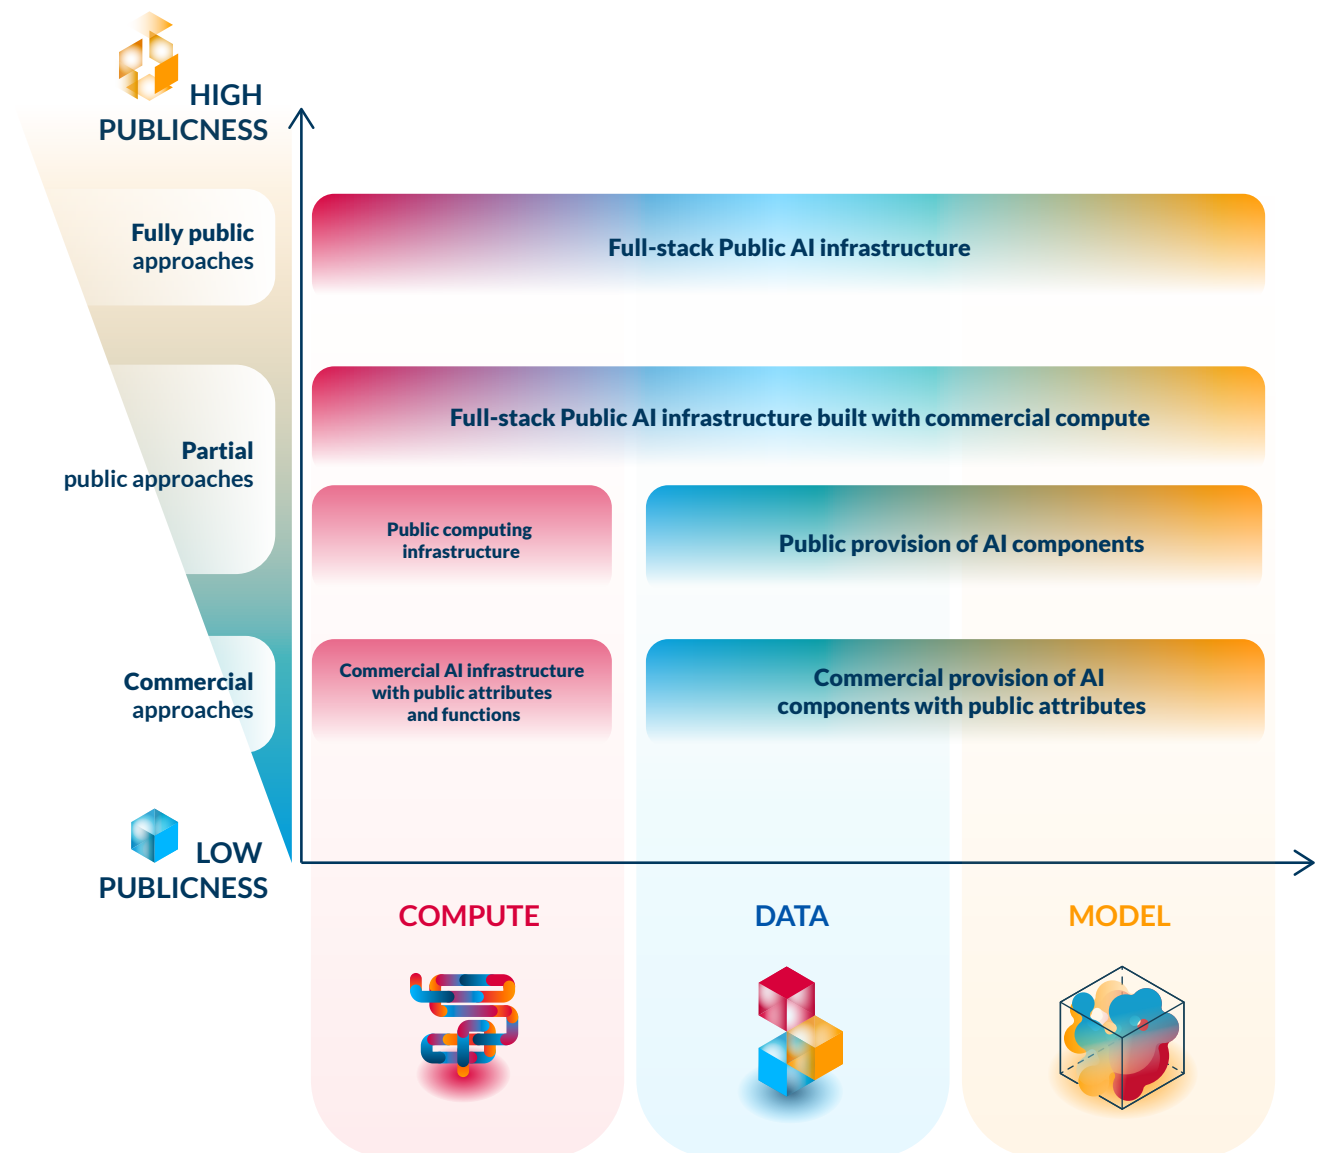 HIGH
PUBLICNESS
Fully public
approaches
Full-stack Public AI infrastructure
Partial
public approaches
Full-stack Public AI infrastructure built with commercial compute
Public computing
infrastructure
Public provision of AI components
Commercial
approaches
Commercial AI infrastructure
with public attributes
and functions
Commercial provision of AI
components with public attributes
LOW
PUBLICNESS
COMPUTE
DATA
MODEL